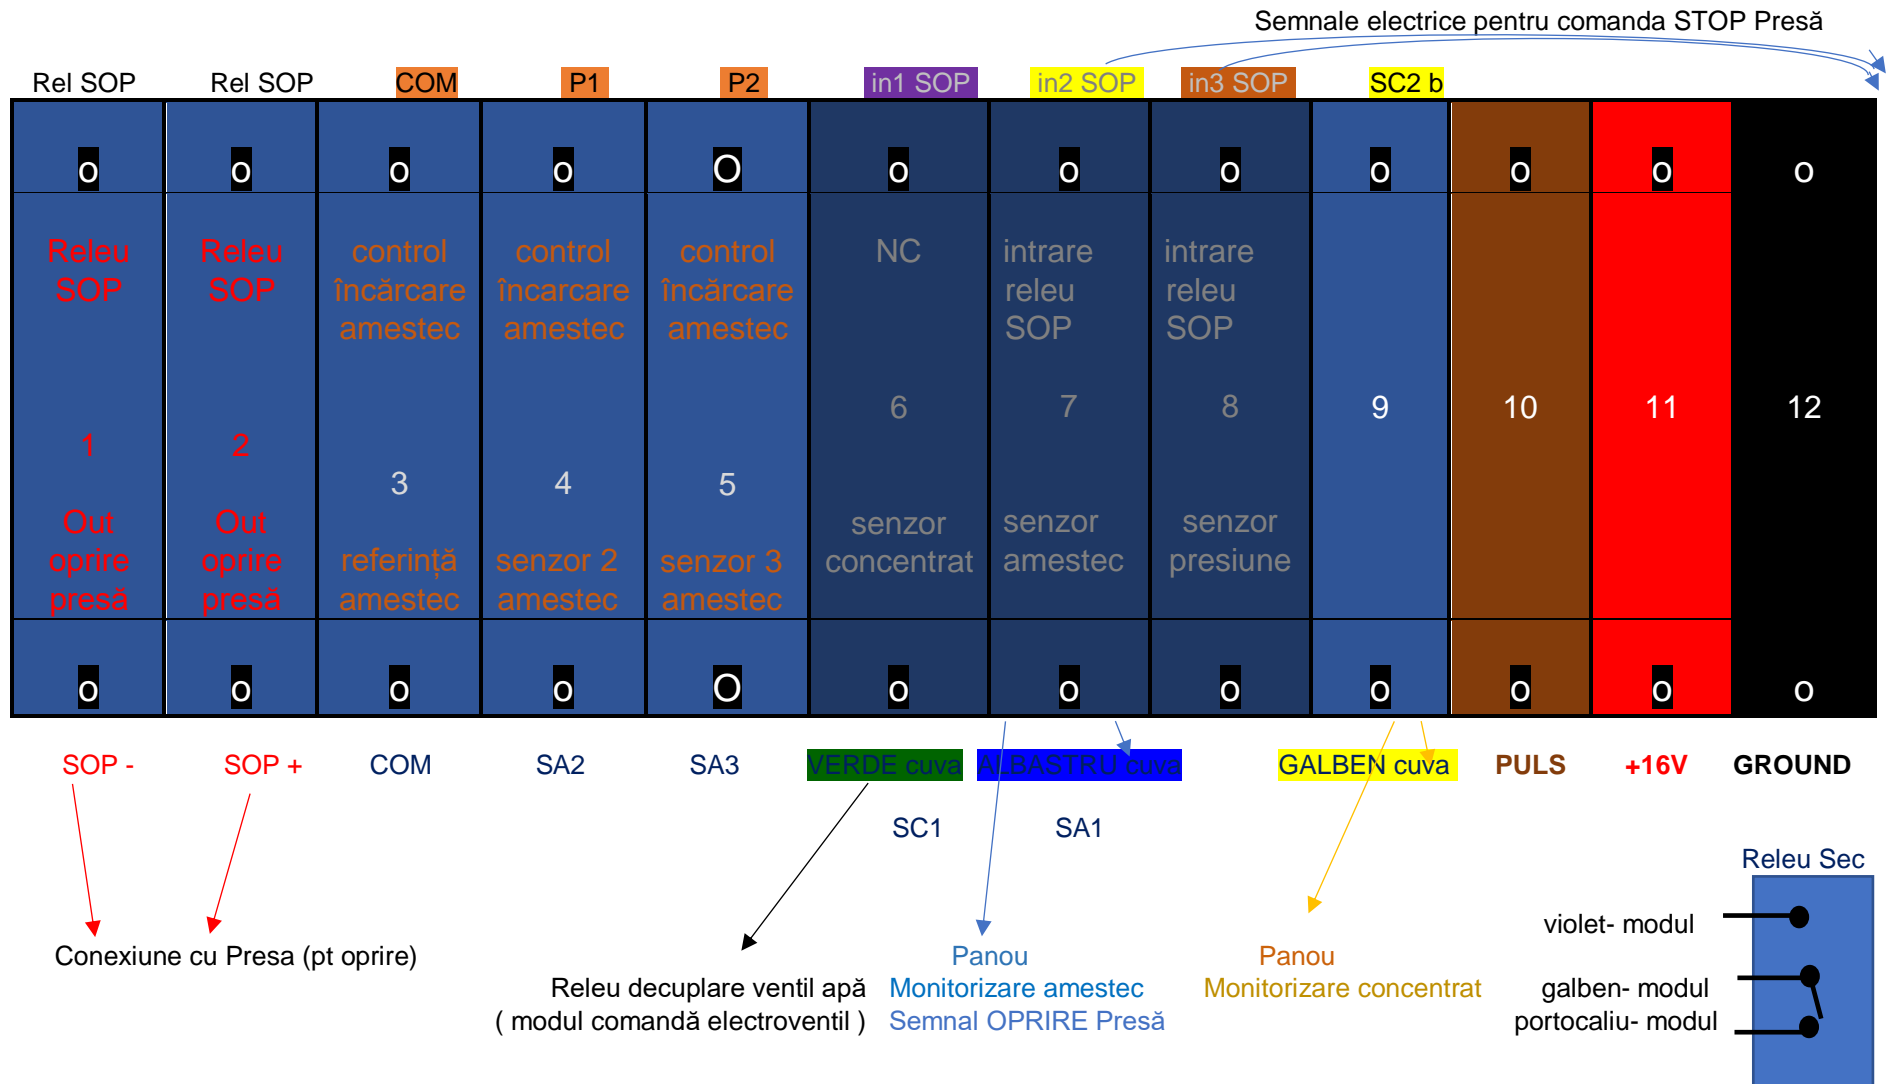 Semnale electrice pentru comanda STOP Presă
Rel SOP
Rel SOP
COM
P1
P2
in1 SOP
in2 SOP
in3 SOP
SC2 b
o
o
o
o
O
o
o
o
o
o
o
o
Releu
SOP
1
Out
oprire
presă
Releu
SOP
2
Out
oprire
presă
control
încărcare
amestec
3
referință
amestec
control
încarcare
amestec
4
senzor 2
amestec
control
încărcare
amestec
5
senzor 3
amestec
NC
6
senzor
concentrat
intrare
releu
SOP
7
senzor
amestec
intrare
releu
SOP
8
senzor
presiune
9
10
11
12
o
o
o
o
O
o
o
o
o
o
o
o
SOP -
SOP +
COM
SA2
SA3
VERDE cuva
ALBASTRU cuva
GALBEN cuva
PULS
+16V
GROUND
SC1
SA1
Conexiune cu Presa (pt oprire)
Releu decuplare ventil apă
( modul comandă electroventil )
Panou
Monitorizare amestec
Semnal OPRIRE Presă
Panou
Monitorizare concentrat
Releu Sec
violet- modul
galben- modul
portocaliu- modul